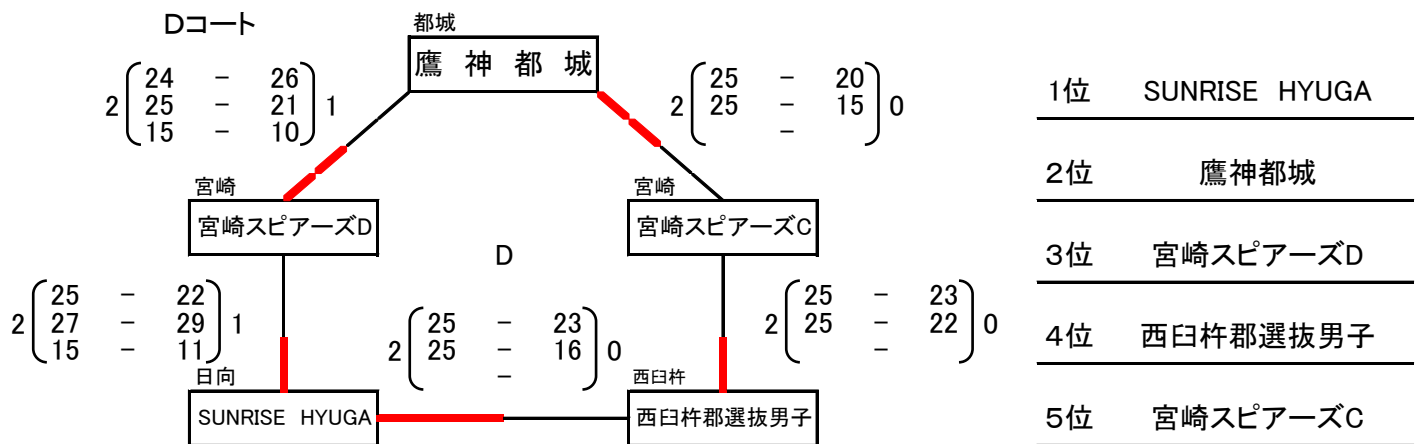 Dコート
都城
鷹 神 都 城
2 24 - 26 1
25 - 21
15 - 10
2 25 - 20 0
25 - 15
-
宮崎
宮崎スピアーズD
宮崎
宮崎スピアーズC
D
2 25 - 22 1
27 - 29
15 - 11
2 25 - 23 0
25 - 16
-
2 25 - 23 0
25 - 22
-
日向
SUNRISE HYUGA
西臼杵
西臼杵郡選抜男子
1位 SUNRISE HYUGA
2位 鷹神都城
3位 宮崎スピアーズD
4位 西臼杵郡選抜男子
5位 宮崎スピアーズC